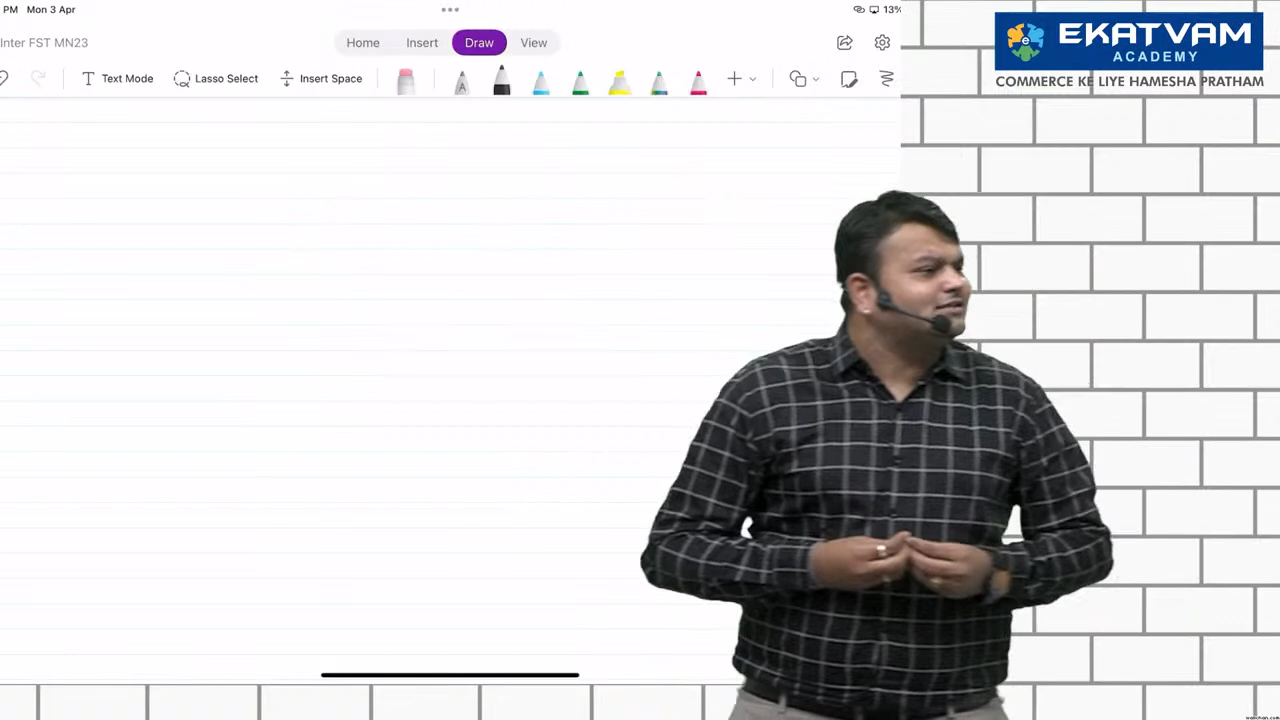 PM Mon 3 Apr
13%
Inter FST MN23
Home Insert Draw View
Text Mode Lasso Select Insert Space
A
EKATVAM
ACADEMY
COMMERCE KE LIYE HAMESHA PRATHAM